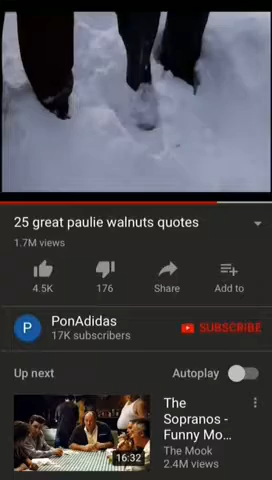 25 great paulie walnuts quotes
1.7M views
4.5K
176
Share
Add to
P
PonAdidas
17K subscribers
SUBSCRIBE
Up next
Autoplay
16:32
The
Sopranos -
Funny Mo...
The Mook
2.4M views